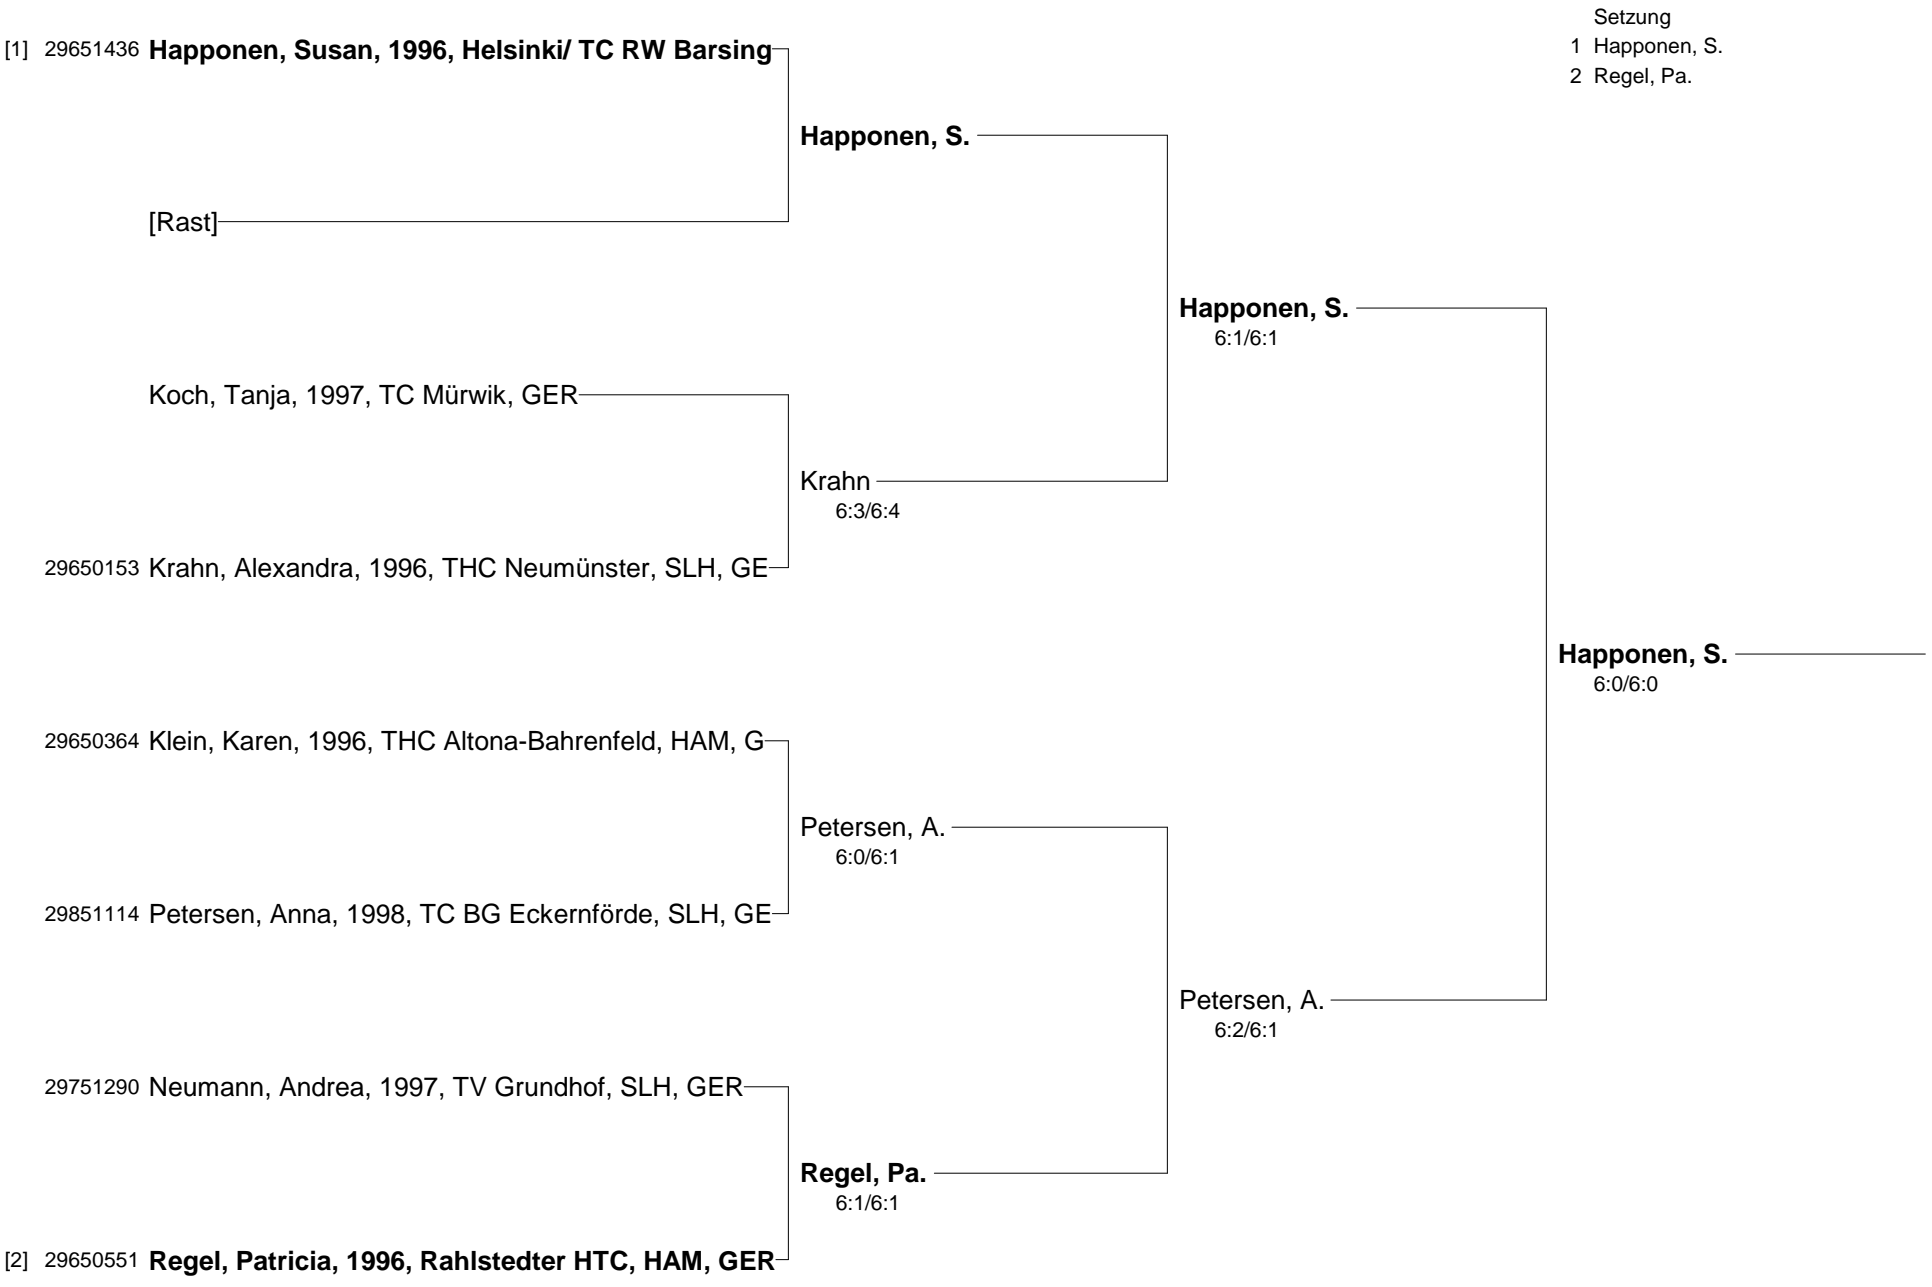 Setzung
1 Happonen, S.
2 Regel, Pa.
[1] 29651436 Happonen, Susan, 1996, Helsinki/ TC RW Barsing
Happonen, S.
[Rast]
Happonen, S.
6:1/6:1
Koch, Tanja, 1997, TC Mürwik, GER
Krahn
6:3/6:4
29650153 Krahn, Alexandra, 1996, THC Neumünster, SLH, GE
Happonen, S.
6:0/6:0
29650364 Klein, Karen, 1996, THC Altona-Bahrenfeld, HAM, G
Petersen, A.
6:0/6:1
29851114 Petersen, Anna, 1998, TC BG Eckernförde, SLH, GE
Petersen, A.
6:2/6:1
29751290 Neumann, Andrea, 1997, TV Grundhof, SLH, GER
Regel, Pa.
6:1/6:1
[2] 29650551 Regel, Patricia, 1996, Rahlstedter HTC, HAM, GER